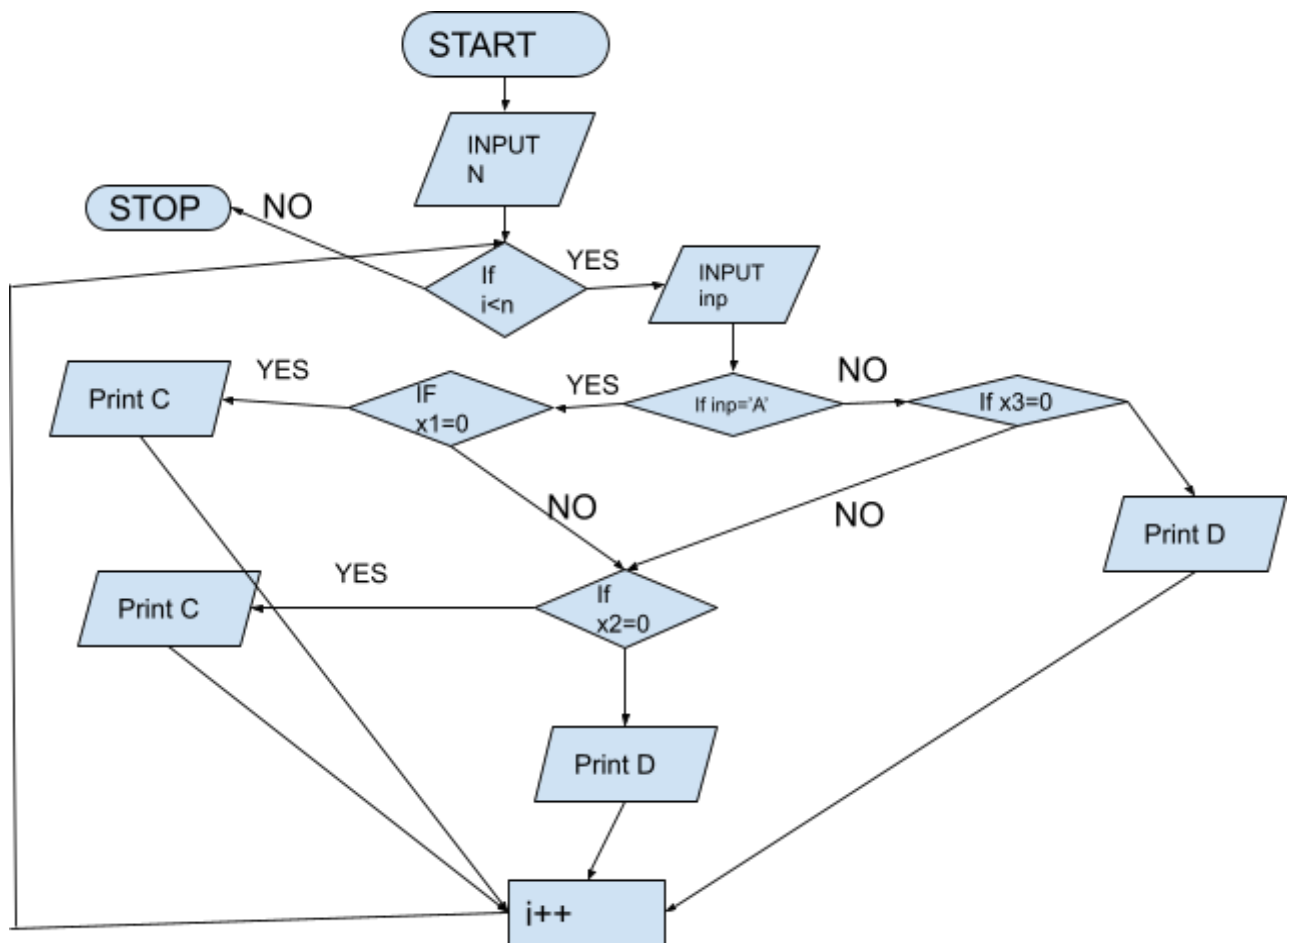 START
INPUT
N
STOP
NO
If
i<n
YES
INPUT
inp
Print C
YES
IF
x1=0
YES
If inp='A'
NO
If x3=0
NO
NO
Print D
Print C
YES
If
x2=0
Print D
i++